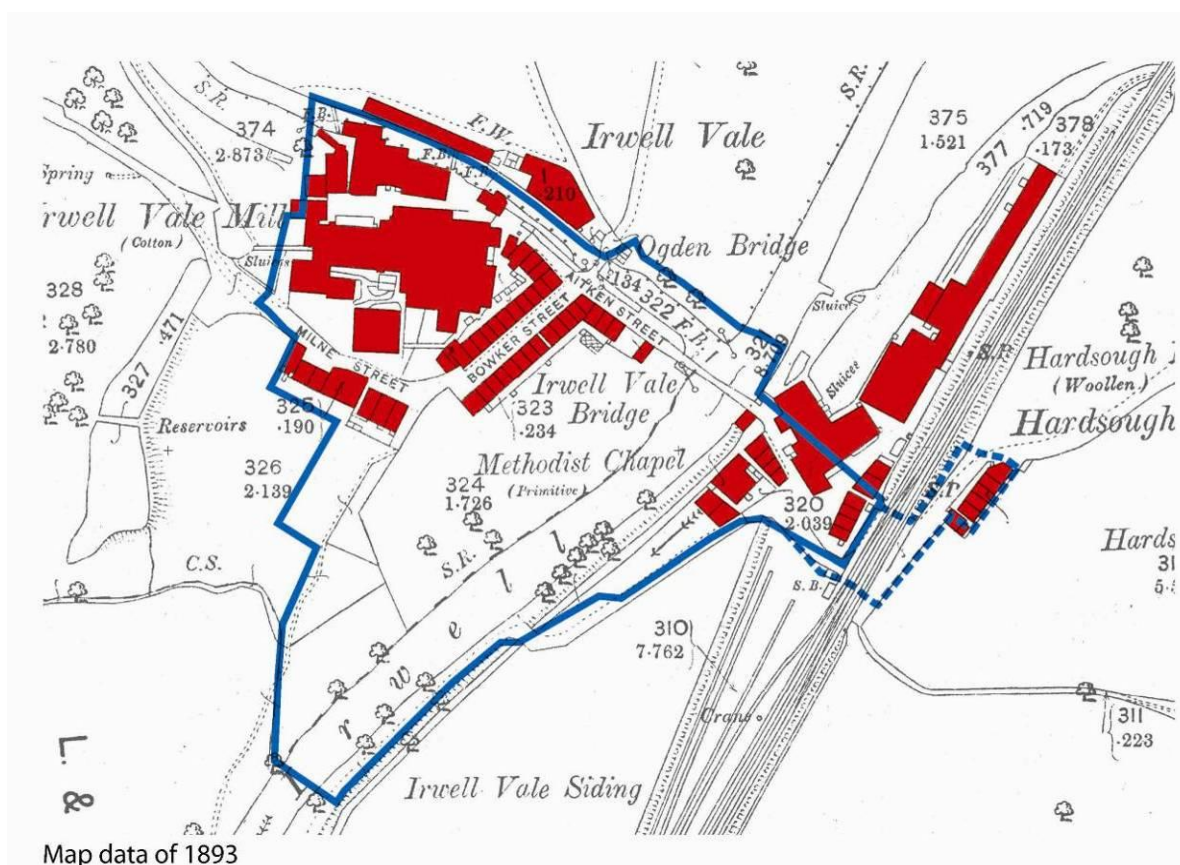 S.R.
374
2·873
F.B.
F.W.
F.B.
Irwell Vale
S.R.
375
1·521
377
·719
378
·173
Spring
1
·210
Irwell Vale Mill
(Cotton)
Sluices
Ogden Bridge
·134
322
F.B.
AITKEN STREET
BOWKER STREET
MILNE STREET
328
2·780
327
·471
Sluice
Sluices
S.P.
Hardsough
(Woollen)
Hardsough
Irwell Vale
Bridge
323
·234
325
·190
Reservoirs
326
2·139
Methodist Chapel
(Primitive)
324
1·726
320
2·039
Hards
C.S.
S.R.
S.B.
310
7·762
Crane
311
·223
r w e l l
Irwell Vale Siding
L. &
Map data of 1893